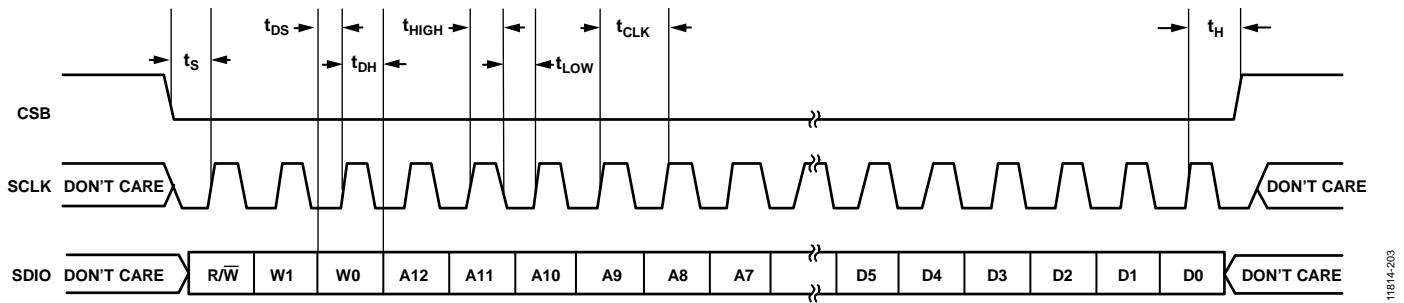 tDS tHIGH tCLK tH
tS tDH tLOW
CSB
SCLK DON'T CARE DON'T CARE
SDIO DON'T CARE R/W̅ W1 W0 A12 A11 A10 A9 A8 A7 D5 D4 D3 D2 D1 D0 DON'T CARE
11814-203